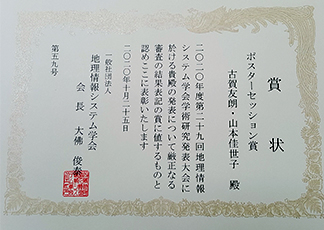 賞状
ポスターセッション賞
古賀友朗・山本佳世子 殿
二〇二〇年度第二十九回地理情報
システム学会学術研究発表大会に
於ける貴殿の発表について厳正なる
審査の結果表記の賞に値するものと
認めここに表彰いたします
二〇二〇年十月二十五日
一般社団法人
地理情報システム学会
会長 大佛 俊泰
第五九号